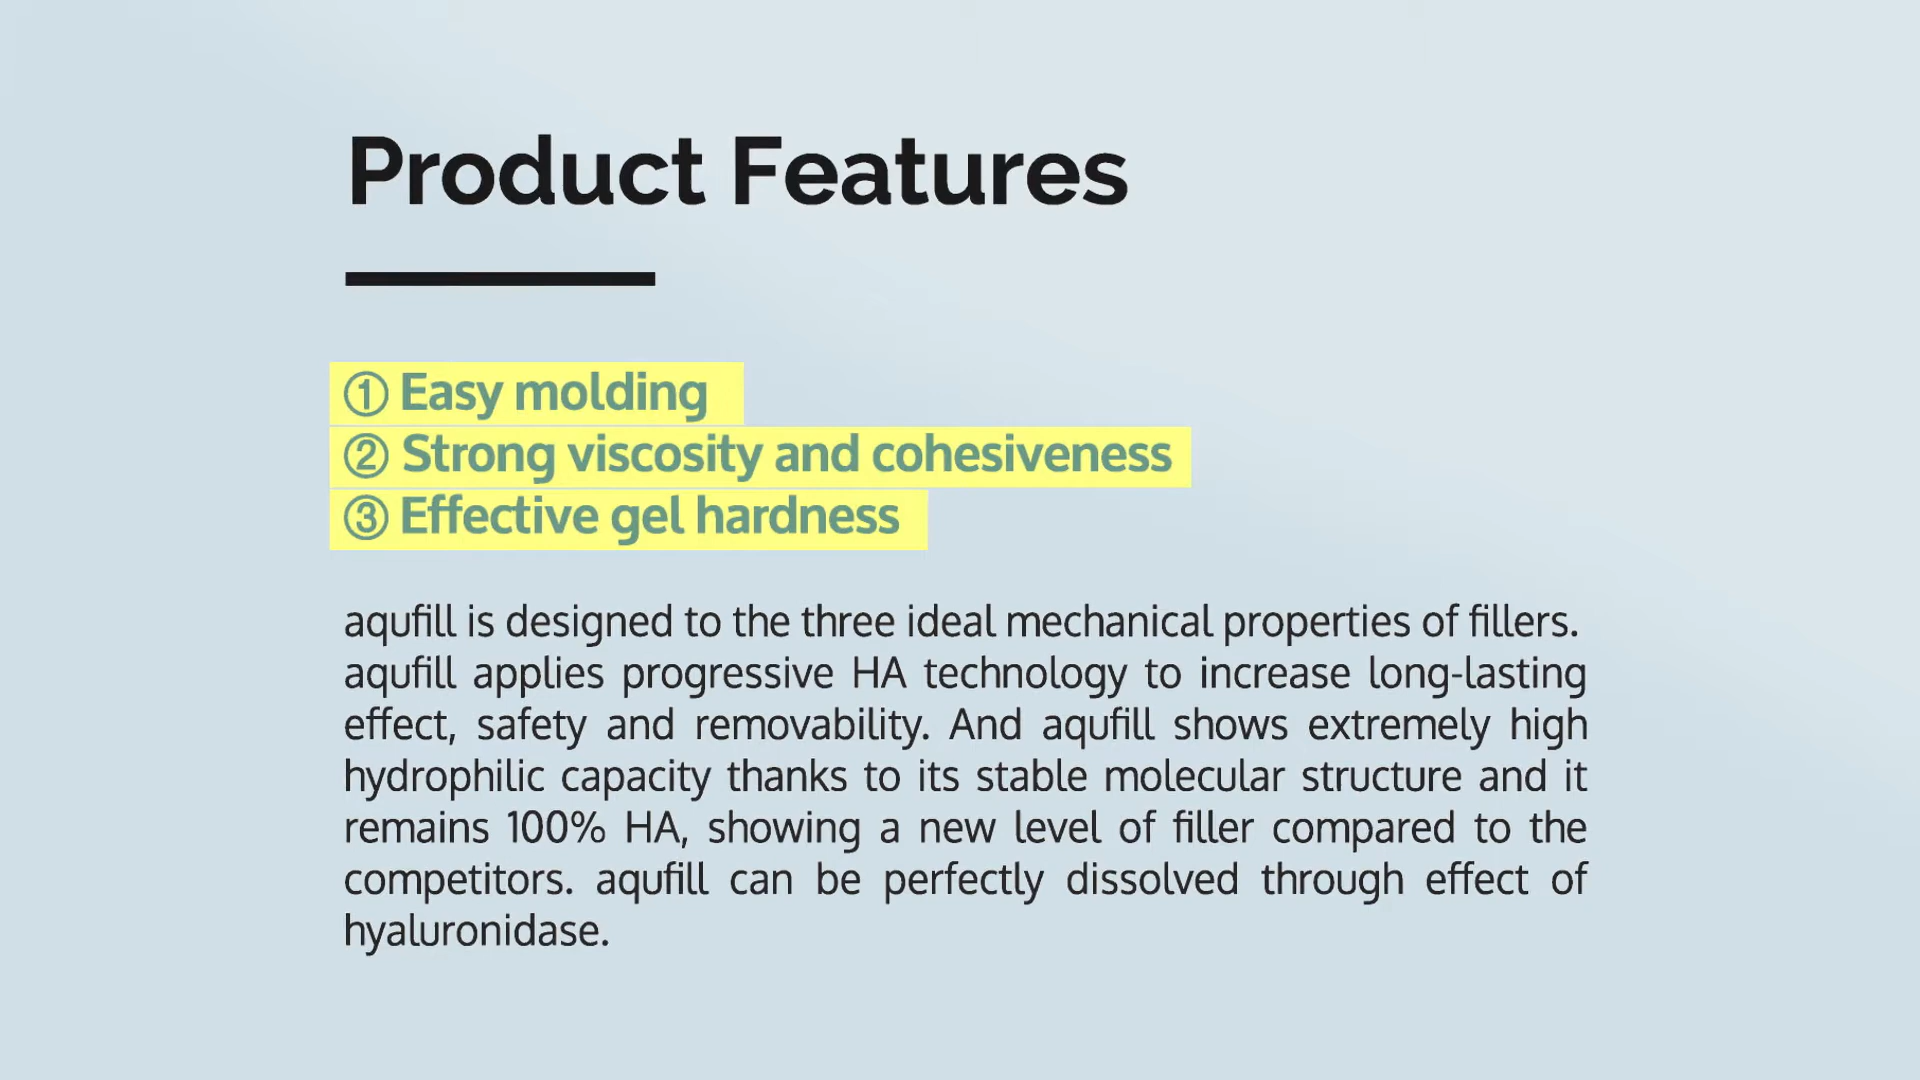 Product Features
① Easy molding
② Strong viscosity and cohesiveness
③ Effective gel hardness
aqufill is designed to the three ideal mechanical properties of fillers.
aqufill applies progressive HA technology to increase long-lasting
effect, safety and removability. And aqufill shows extremely high
hydrophilic capacity thanks to its stable molecular structure and it
remains 100% HA, showing a new level of filler compared to the
competitors. aqufill can be perfectly dissolved through effect of
hyaluronidase.